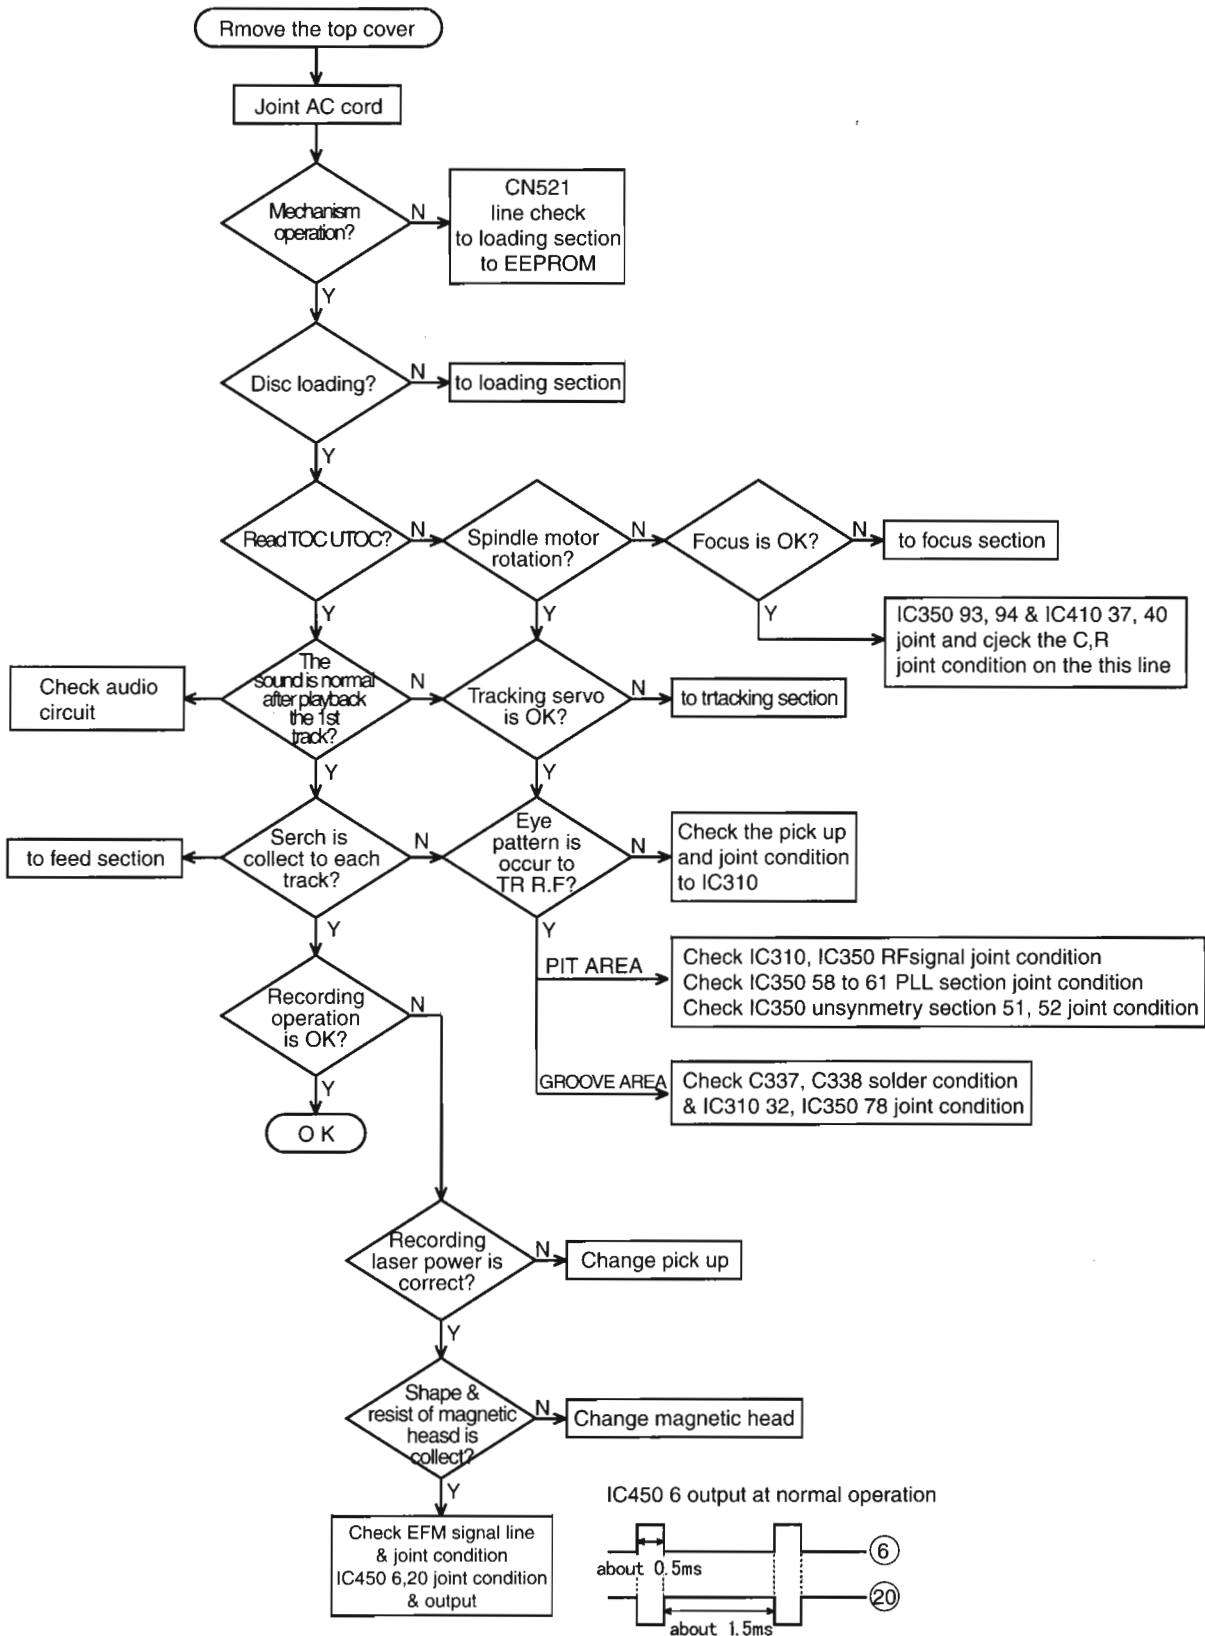 Rmove the top cover
Joint AC cord
Mechanism
operation?
N
CN521
line check
to loading section
to EEPROM
Y
Disc loading?
N
to loading section
Y
Read TOC UTOC?
N
Spindle motor
rotation?
N
Focus is OK?
N
to focus section
Y
Y
Y
IC350 93, 94 & IC410 37, 40
joint and cjeck the C,R
joint condition on the this line
Check audio
circuit
The
sound is normal
after playback
the 1st
track?
N
Tracking servo
is OK?
N
to trtacking section
Y
Y
to feed section
Serch is
collect to each
track?
N
Eye
pattern is
occur to
TR R.F?
N
Check the pick up
and joint condition
to IC310
Y
Y
PIT AREA
Check IC310, IC350 RFsignal joint condition
Check IC350 58 to 61 PLL section joint condition
Check IC350 unsynmetry section 51, 52 joint condition
Recording
operation
is OK?
N
GROOVE AREA
Check C337, C338 solder condition
& IC310 32, IC350 78 joint condition
Y
O K
Recording
laser power is
correct?
N
Change pick up
Y
Shape &
resist of magnetic
heasd is
collect?
N
Change magnetic head
Y
Check EFM signal line
& joint condition
IC450 6,20 joint condition
& output
IC450 6 output at normal operation
6
about 0.5ms
20
about 1.5ms